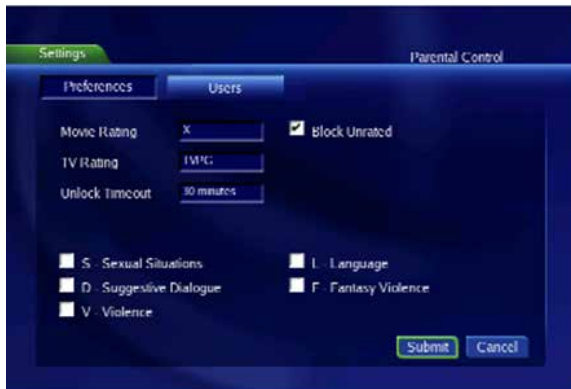 Settings
Parental Control
Preferences Users
Movie Rating X Block Unrated
TV Rating TVPG
Unlock Timeout 30 minutes
S - Sexual Situations L - Language
D - Suggestive Dialogue F - Fantasy Violence
V - Violence
Submit Cancel